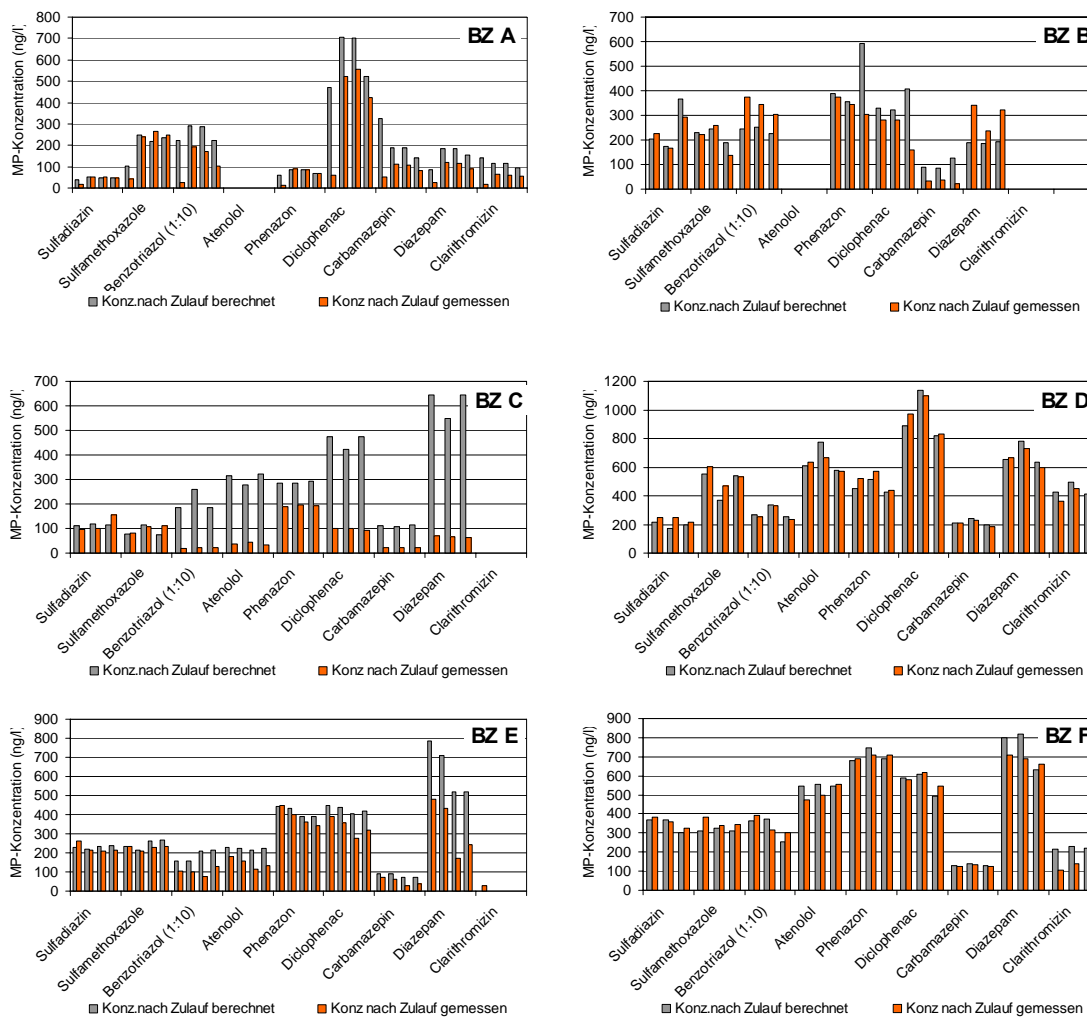 MP-Konzentration (ng/l)
800
700
600
500
400
300
200
100
0
BZ A
Sulfadiazin
Sulfamethoxazole
Benzotriazol (1:10)
Atenolol
Phenazon
Diclophenac
Carbamazepin
Diazepam
Clarithromizin
Konz.nach Zulauf berechnet
Konz nach Zulauf gemessen
MP-Konzentration (ng/l)
700
600
500
400
300
200
100
0
BZ B
Sulfadiazin
Sulfamethoxazole
Benzotriazol (1:10)
Atenolol
Phenazon
Diclophenac
Carbamazepin
Diazepam
Clarithromizin
Konz.nach Zulauf berechnet
Konz nach Zulauf gemessen
MP-Konzentration (ng/l)
700
600
500
400
300
200
100
0
BZ C
Sulfadiazin
Sulfamethoxazole
Benzotriazol (1:10)
Atenolol
Phenazon
Diclophenac
Carbamazepin
Diazepam
Clarithromizin
Konz.nach Zulauf berechnet
Konz nach Zulauf gemessen
MP-Konzentration (ng/l)
1200
1000
800
600
400
200
0
BZ D
Sulfadiazin
Sulfamethoxazole
Benzotriazol (1:10)
Atenolol
Phenazon
Diclophenac
Carbamazepin
Diazepam
Clarithromizin
Konz.nach Zulauf berechnet
Konz nach Zulauf gemessen
MP-Konzentration (ng/l)
900
800
700
600
500
400
300
200
100
0
BZ E
Sulfadiazin
Sulfamethoxazole
Benzotriazol (1:10)
Atenolol
Phenazon
Diclophenac
Carbamazepin
Diazepam
Clarithromizin
Konz.nach Zulauf berechnet
Konz nach Zulauf gemessen
MP-Konzentration (ng/l)
900
800
700
600
500
400
300
200
100
0
BZ F
Sulfadiazin
Sulfamethoxazole
Benzotriazol (1:10)
Atenolol
Phenazon
Diclophenac
Carbamazepin
Diazepam
Clarithromizin
Konz.nach Zulauf berechnet
Konz nach Zulauf gemessen